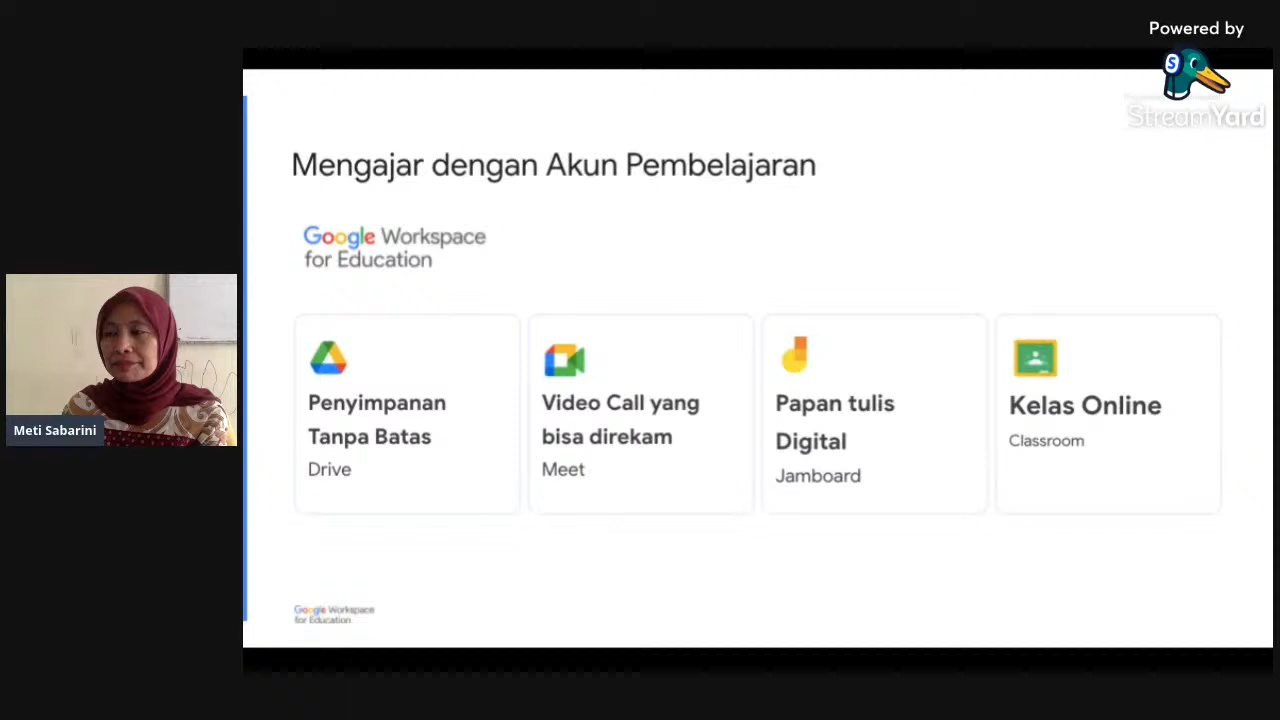 Powered by
StreamYard
Mengajar dengan Akun Pembelajaran
Google Workspace
for Education
Penyimpanan
Tanpa Batas
Drive
Video Call yang
bisa direkam
Meet
Papan tulis
Digital
Jamboard
Kelas Online
Classroom
Meti Sabarini
Google Workspace
for Education